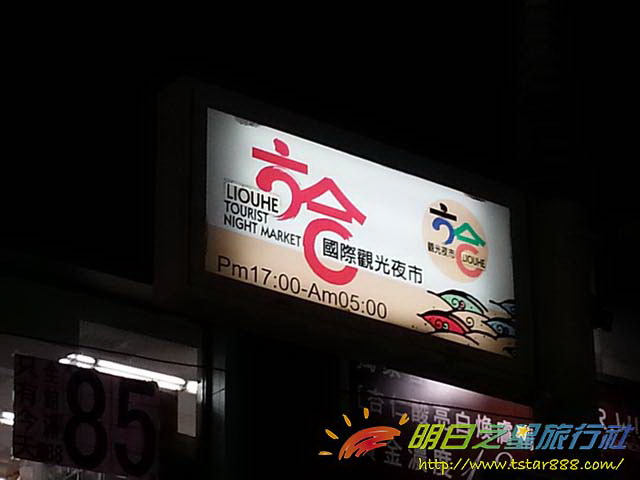 六合
LIOUHE
TOURIST
NIGHT MARKET
國際觀光夜市
Pm17:00-Am05:00
六合
觀光夜市 LIOUHE
85
明日之星旅行社
http://www.tstar888.com/